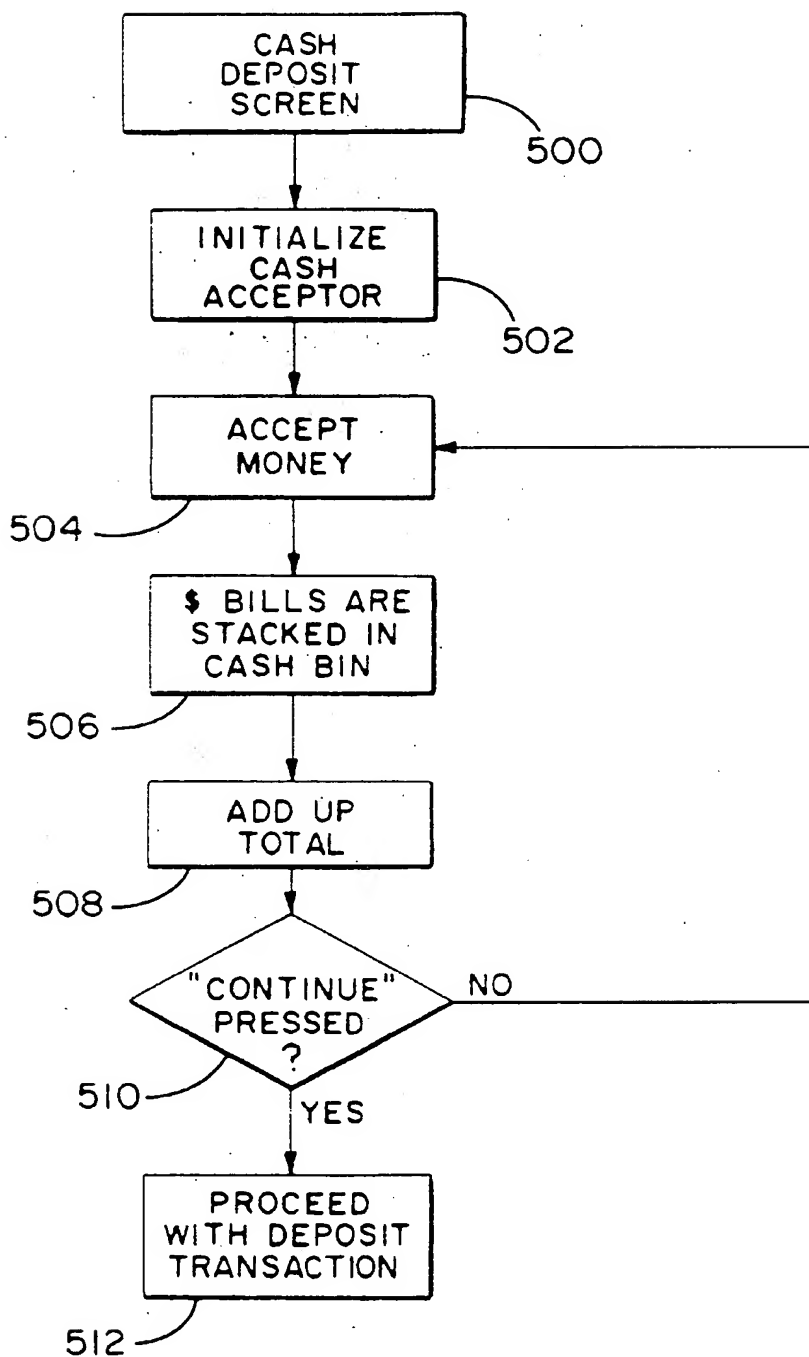 CASH
DEPOSIT
SCREEN
500
INITIALIZE
CASH
ACCEPTOR
502
ACCEPT
MONEY
504
$ BILLS ARE
STACKED IN
CASH BIN
506
ADD UP
TOTAL
508
"CONTINUE"
PRESSED
?
NO
510
YES
PROCEED
WITH DEPOSIT
TRANSACTION
512